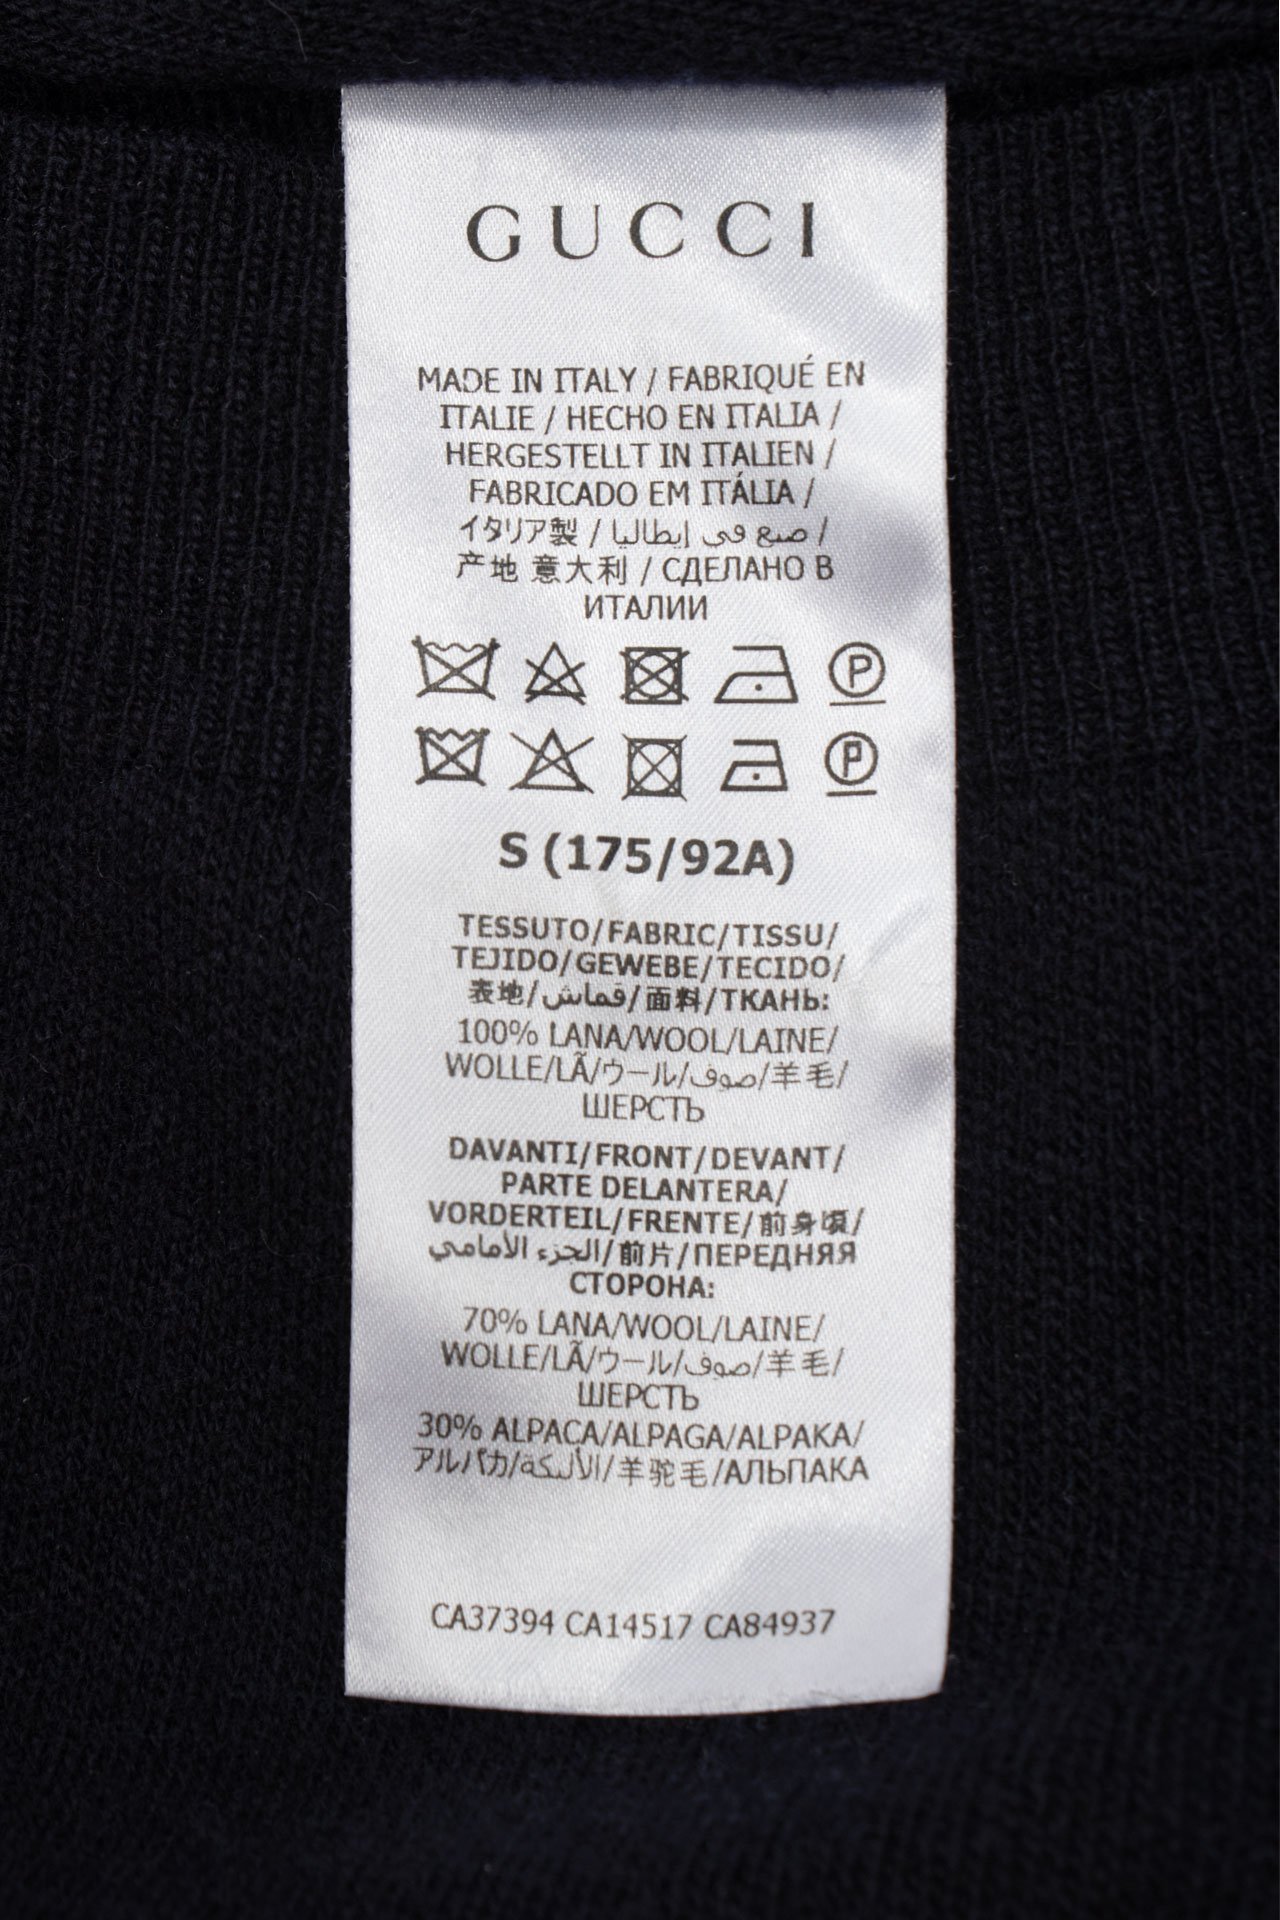 GUCCI
MADE IN ITALY / FABRIQUÉ EN
ITALIE / HECHO EN ITALIA /
HERGESTELLT IN ITALIEN /
FABRICADO EM ITÁLIA /
イタリア製 / صنع في إيطاليا /
产地 意大利 / СДЕЛАНО В
ИТАЛИИ
P
P
S (175/92A)
TESSUTO/FABRIC/TISSU/
TEJIDO/GEWEBE/TECIDO/
表地/قماش/面料/ТКАНЬ:
100% LANA/WOOL/LAINE/
WOLLE/LÃ/ウール/صوف/羊毛/
ШЕРСТЬ
DAVANTI/FRONT/DEVANT/
PARTE DELANTERA/
VORDERTEIL/FRENTE/前身頃/
الجزء الأمامي/前片/ПЕРЕДНЯЯ
СТОРОНА:
70% LANA/WOOL/LAINE/
WOLLE/LÃ/ウール/صوف/羊毛/
ШЕРСТЬ
30% ALPACA/ALPAGA/ALPAKA/
アルパカ/الألبكة/羊驼毛/АЛЬПАКА
CA37394 CA14517 CA84937